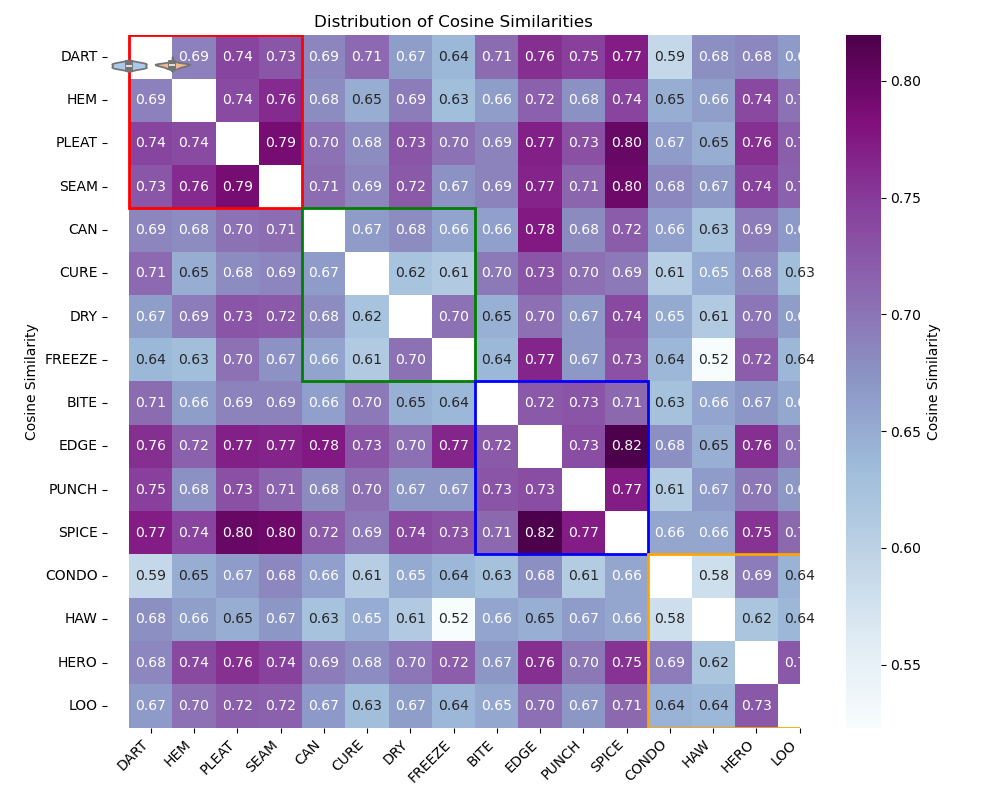 Distribution of Cosine Similarities
DART 0.69 0.74 0.73 0.69 0.71 0.67 0.64 0.71 0.76 0.75 0.77 0.59 0.68 0.68
HEM 0.69 0.74 0.76 0.68 0.65 0.69 0.63 0.66 0.72 0.68 0.74 0.65 0.66 0.74
PLEAT 0.74 0.74 0.79 0.70 0.68 0.73 0.70 0.69 0.77 0.73 0.80 0.67 0.65 0.76
SEAM 0.73 0.76 0.79 0.71 0.69 0.72 0.67 0.69 0.77 0.71 0.80 0.68 0.67 0.74
CAN 0.69 0.68 0.70 0.71 0.67 0.68 0.66 0.66 0.78 0.68 0.72 0.66 0.63 0.69
CURE 0.71 0.65 0.68 0.69 0.67 0.62 0.61 0.70 0.73 0.70 0.69 0.61 0.65 0.68 0.63
DRY 0.67 0.69 0.73 0.72 0.68 0.62 0.70 0.65 0.70 0.67 0.74 0.65 0.61 0.70
FREEZE 0.64 0.63 0.70 0.67 0.66 0.61 0.70 0.64 0.77 0.67 0.73 0.64 0.52 0.72 0.64
BITE 0.71 0.66 0.69 0.69 0.66 0.70 0.65 0.64 0.72 0.73 0.71 0.63 0.66 0.67
EDGE 0.76 0.72 0.77 0.77 0.78 0.73 0.70 0.77 0.72 0.73 0.82 0.68 0.65 0.76
PUNCH 0.75 0.68 0.73 0.71 0.68 0.70 0.67 0.67 0.73 0.73 0.77 0.61 0.67 0.70
SPICE 0.77 0.74 0.80 0.80 0.72 0.69 0.74 0.73 0.71 0.82 0.77 0.66 0.66 0.75
CONDO 0.59 0.65 0.67 0.68 0.66 0.61 0.65 0.64 0.63 0.68 0.61 0.66 0.58 0.69 0.64
HAW 0.68 0.66 0.65 0.67 0.63 0.65 0.61 0.52 0.66 0.65 0.67 0.66 0.58 0.62 0.64
HERO 0.68 0.74 0.76 0.74 0.69 0.68 0.70 0.72 0.67 0.76 0.70 0.75 0.69 0.62
LOO 0.67 0.70 0.72 0.72 0.67 0.63 0.67 0.64 0.65 0.70 0.67 0.71 0.64 0.64 0.73
DART HEM PLEAT SEAM CAN CURE DRY FREEZE BITE EDGE PUNCH SPICE CONDO HAW HERO LOO
Cosine Similarity
0.80
0.75
0.70
0.65
0.60
0.55
Cosine Similarity